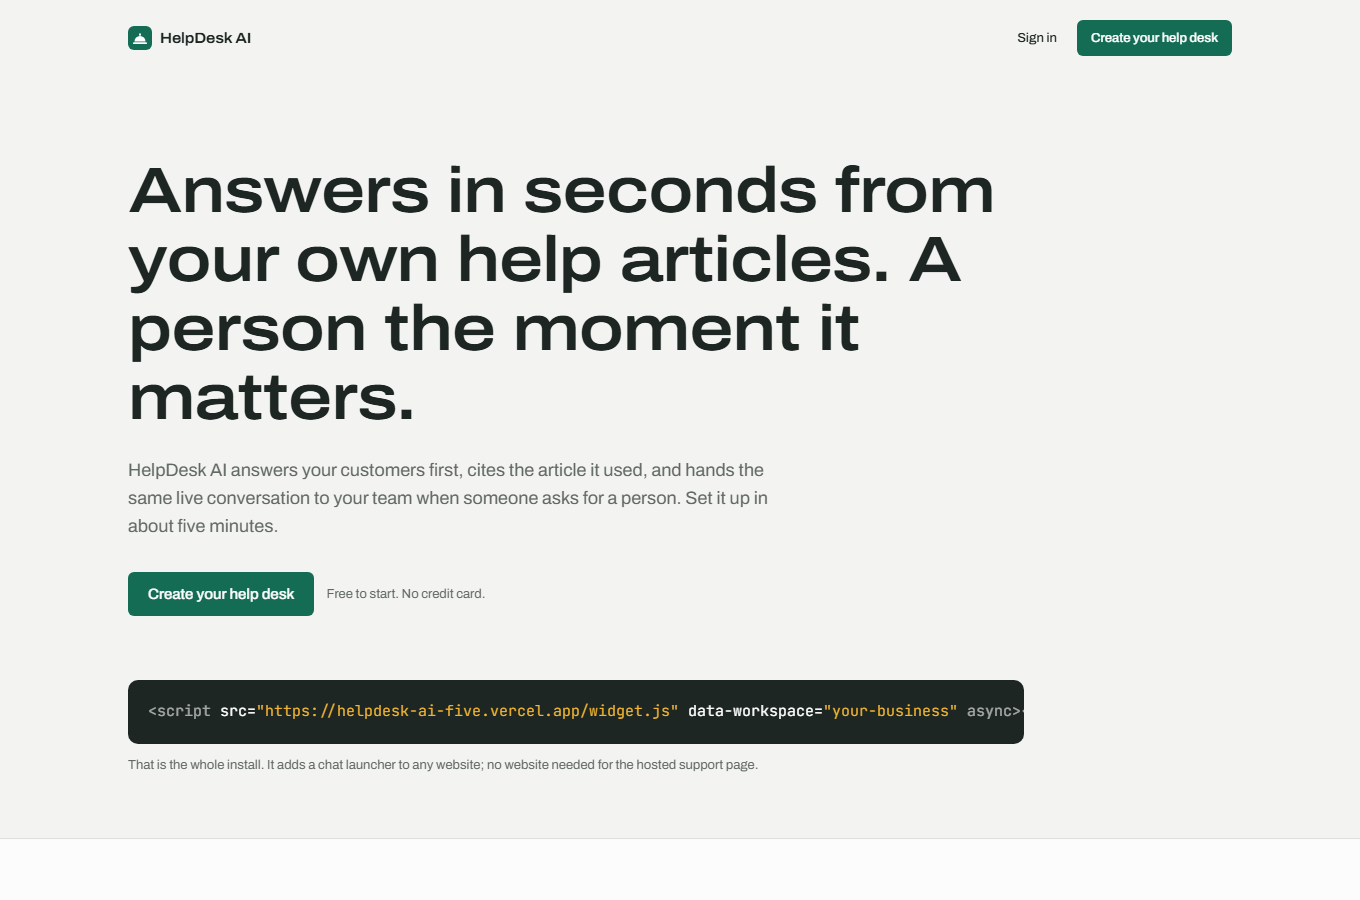 HelpDesk AI
Sign in
Create your help desk
Answers in seconds from
your own help articles. A
person the moment it
matters.
HelpDesk AI answers your customers first, cites the article it used, and hands the
same live conversation to your team when someone asks for a person. Set it up in
about five minutes.
Create your help desk
Free to start. No credit card.
<script src="https://helpdesk-ai-five.vercel.app/widget.js" data-workspace="your-business" async>
That is the whole install. It adds a chat launcher to any website; no website needed for the hosted support page.